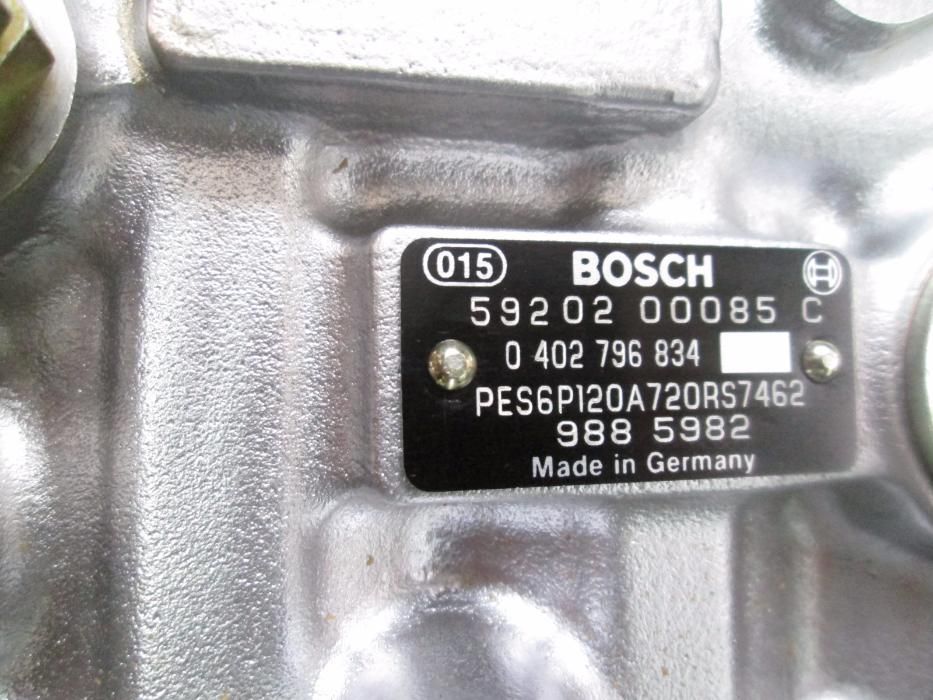 015 BOSCH
59202 00085 C
0 402 796 834
PES6P120A720RS7462
988 5982
Made in Germany